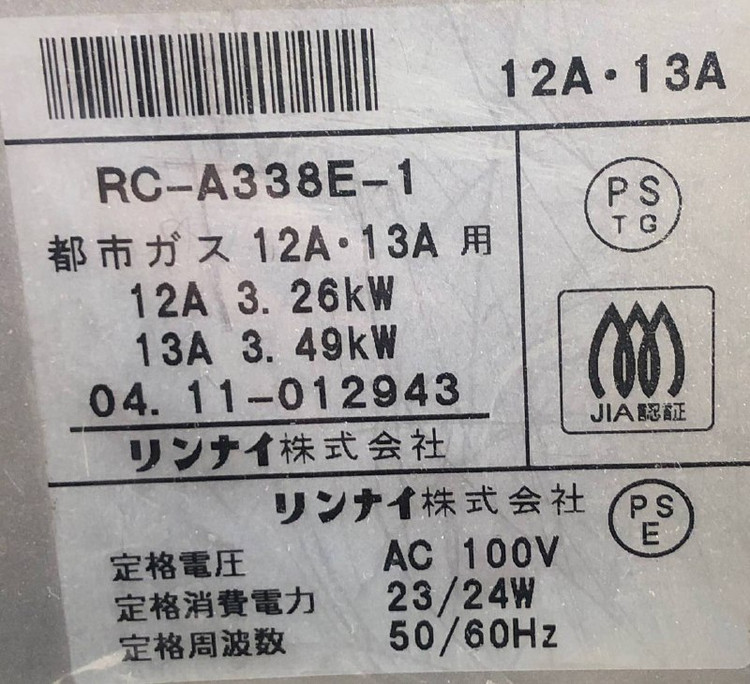 12A・13A
RC-A338E-1
都市ガス 12A・13A 用
12A 3. 26kW
13A 3. 49kW
04. 11-012943
リンナイ株式会社
PS
TG
JIA認証
リンナイ株式会社
PS
E
定格電圧 AC 100V
定格消費電力 23/24W
定格周波数 50/60Hz